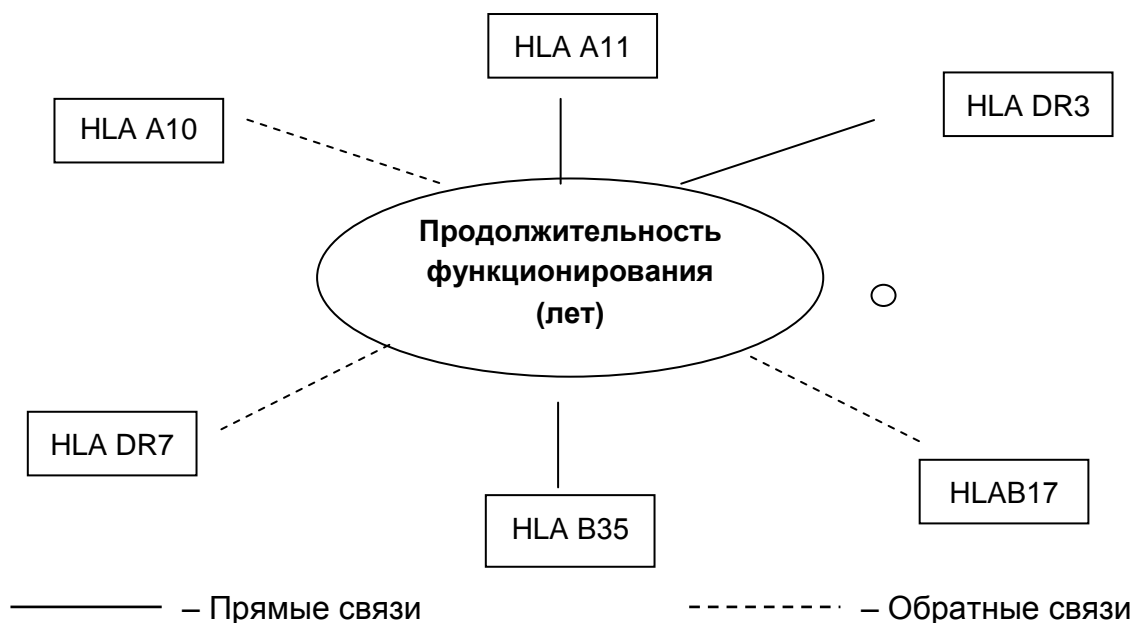 HLA A11
HLA DR3
HLA A10
Продолжительность
функционирования
(лет)
HLA DR7
HLAB17
HLA B35
– Прямые связи
– Обратные связи